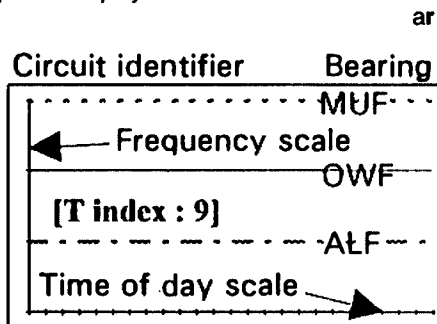 ar
Circuit identifier Bearing
MUF
Frequency scale
OWF
[T index : 9]
ALF
Time of day scale